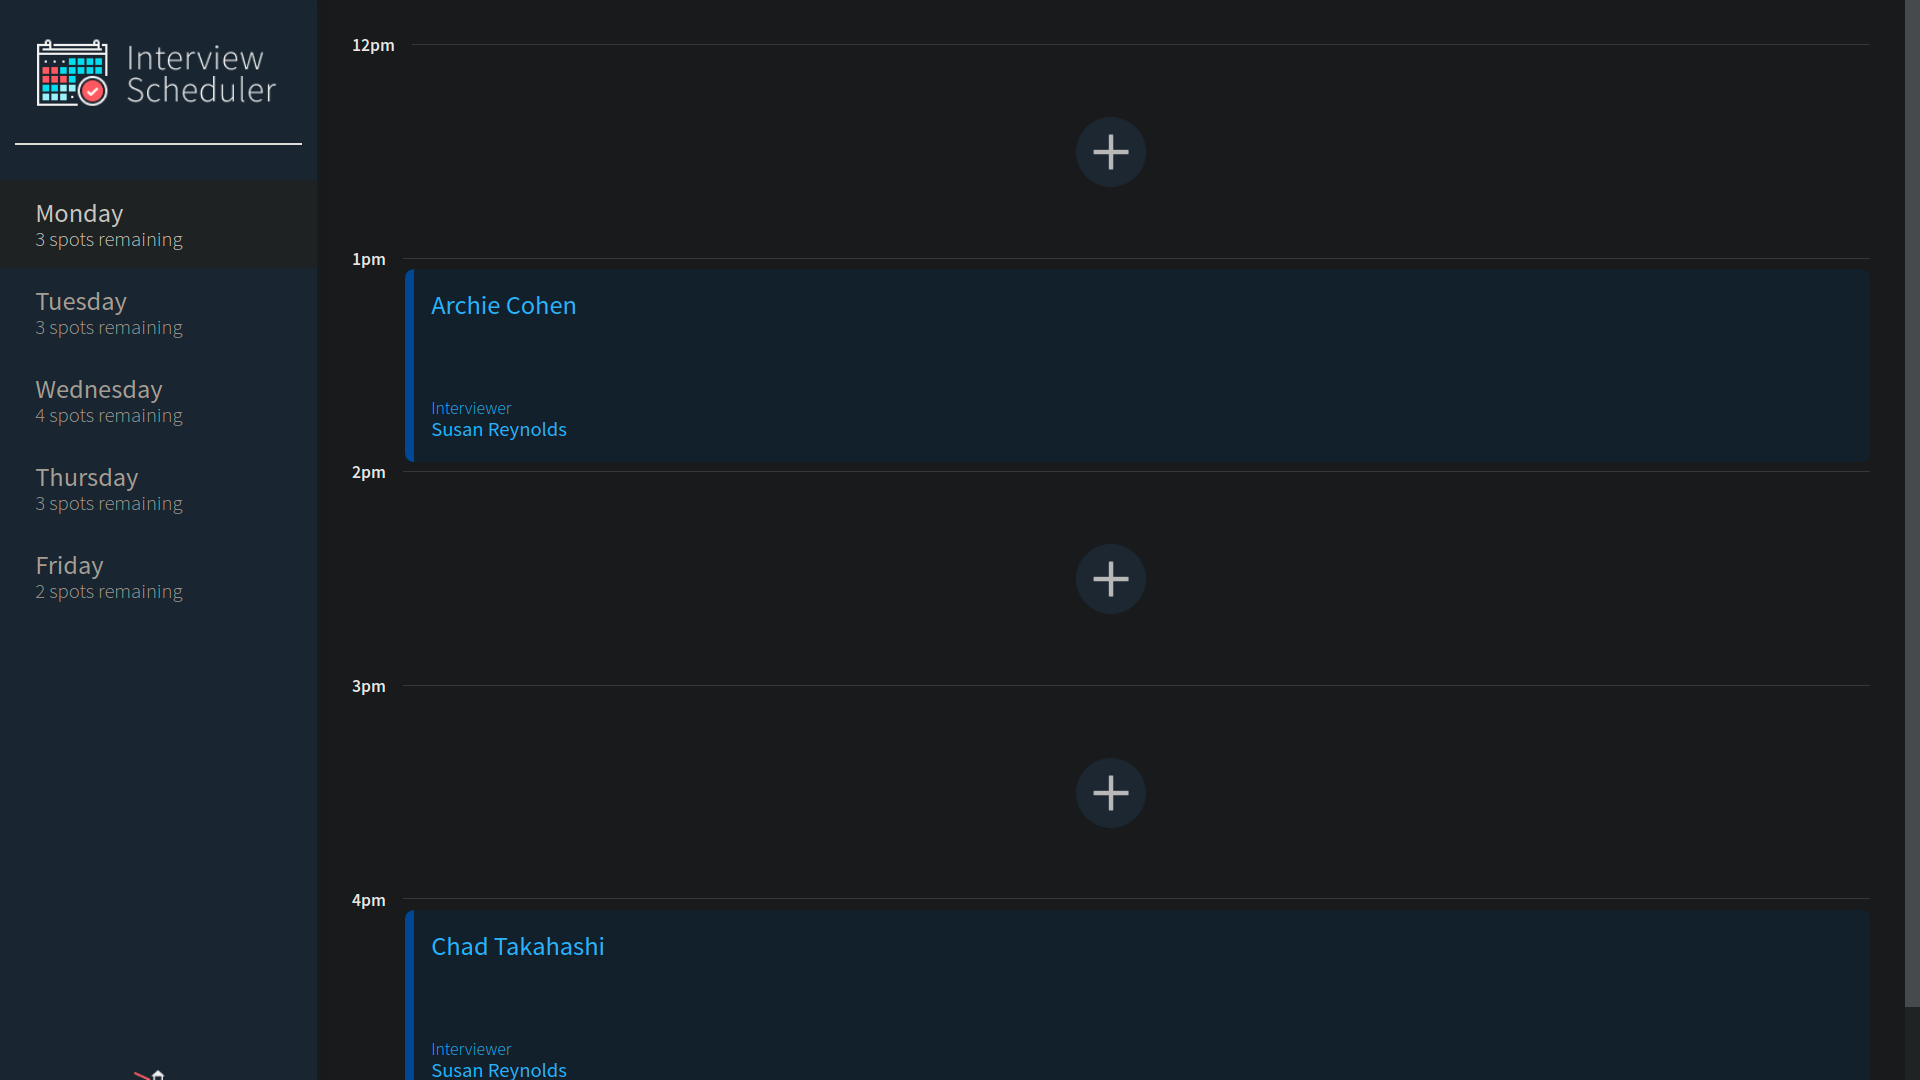 Interview
Scheduler
Monday
3 spots remaining
Tuesday
3 spots remaining
Wednesday
4 spots remaining
Thursday
3 spots remaining
Friday
2 spots remaining
12pm
1pm
Archie Cohen
Interviewer
Susan Reynolds
2pm
3pm
4pm
Chad Takahashi
Interviewer
Susan Reynolds